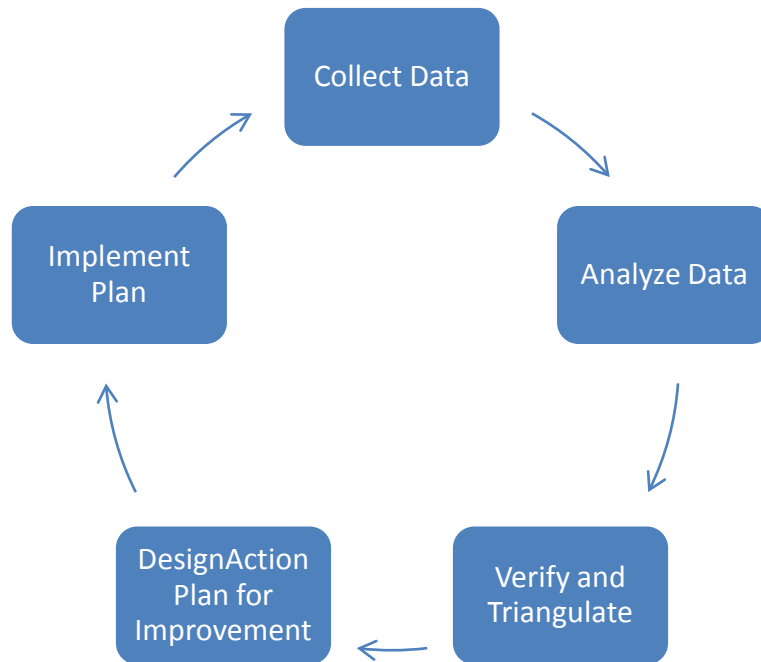 Collect Data
Analyze Data
Verify and
Triangulate
DesignAction
Plan for
Improvement
Implement
Plan